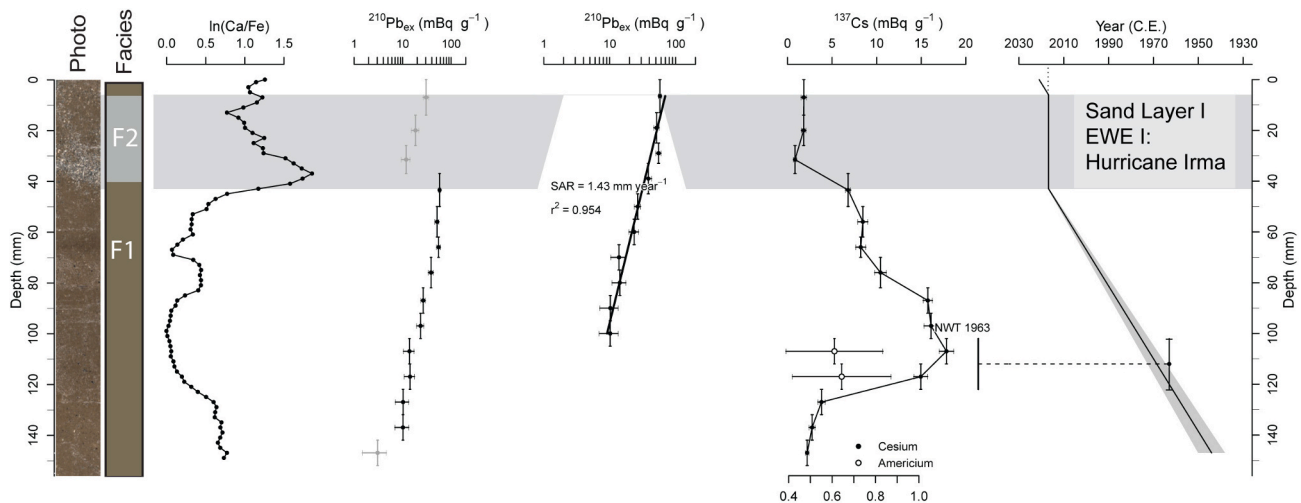 Photo
Facies
ln(Ca/Fe)
0.0 0.5 1.0 1.5
²¹⁰Pbₑₓ (mBq g⁻¹)
1 10 100
²¹⁰Pbₑₓ (mBq g⁻¹)
1 10 100
¹³⁷Cs (mBq g⁻¹)
0 5 10 15 20
Year (C.E.)
2030 2010 1990 1970 1950 1930
Depth (mm)
0 20 40 60 80 100 120 140
F2
F1
SAR = 1.43 mm year⁻¹
r² = 0.954
NWT 1963
Cesium
Americium
0.4 0.6 0.8 1.0
Sand Layer I
EWE I:
Hurricane Irma
Depth (mm)
0 20 40 60 80 100 120 140